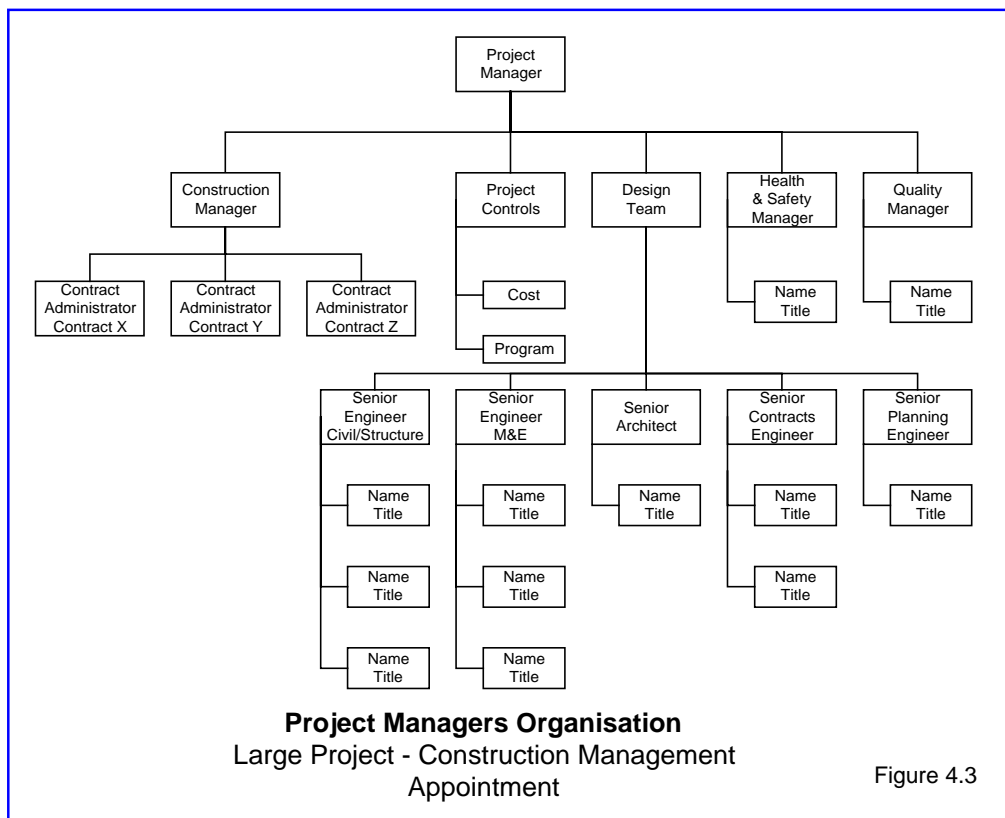 Project
Manager
Construction
Manager
Project
Controls
Design
Team
Health
& Safety
Manager
Quality
Manager
Contract
Administrator
Contract X
Contract
Administrator
Contract Y
Contract
Administrator
Contract Z
Cost
Program
Name
Title
Name
Title
Senior
Engineer
Civil/Structure
Senior
Engineer
M&E
Senior
Architect
Senior
Contracts
Engineer
Senior
Planning
Engineer
Name
Title
Name
Title
Name
Title
Name
Title
Name
Title
Name
Title
Name
Title
Name
Title
Name
Title
Name
Title
Project Managers Organisation
Large Project - Construction Management
Appointment
Figure 4.3